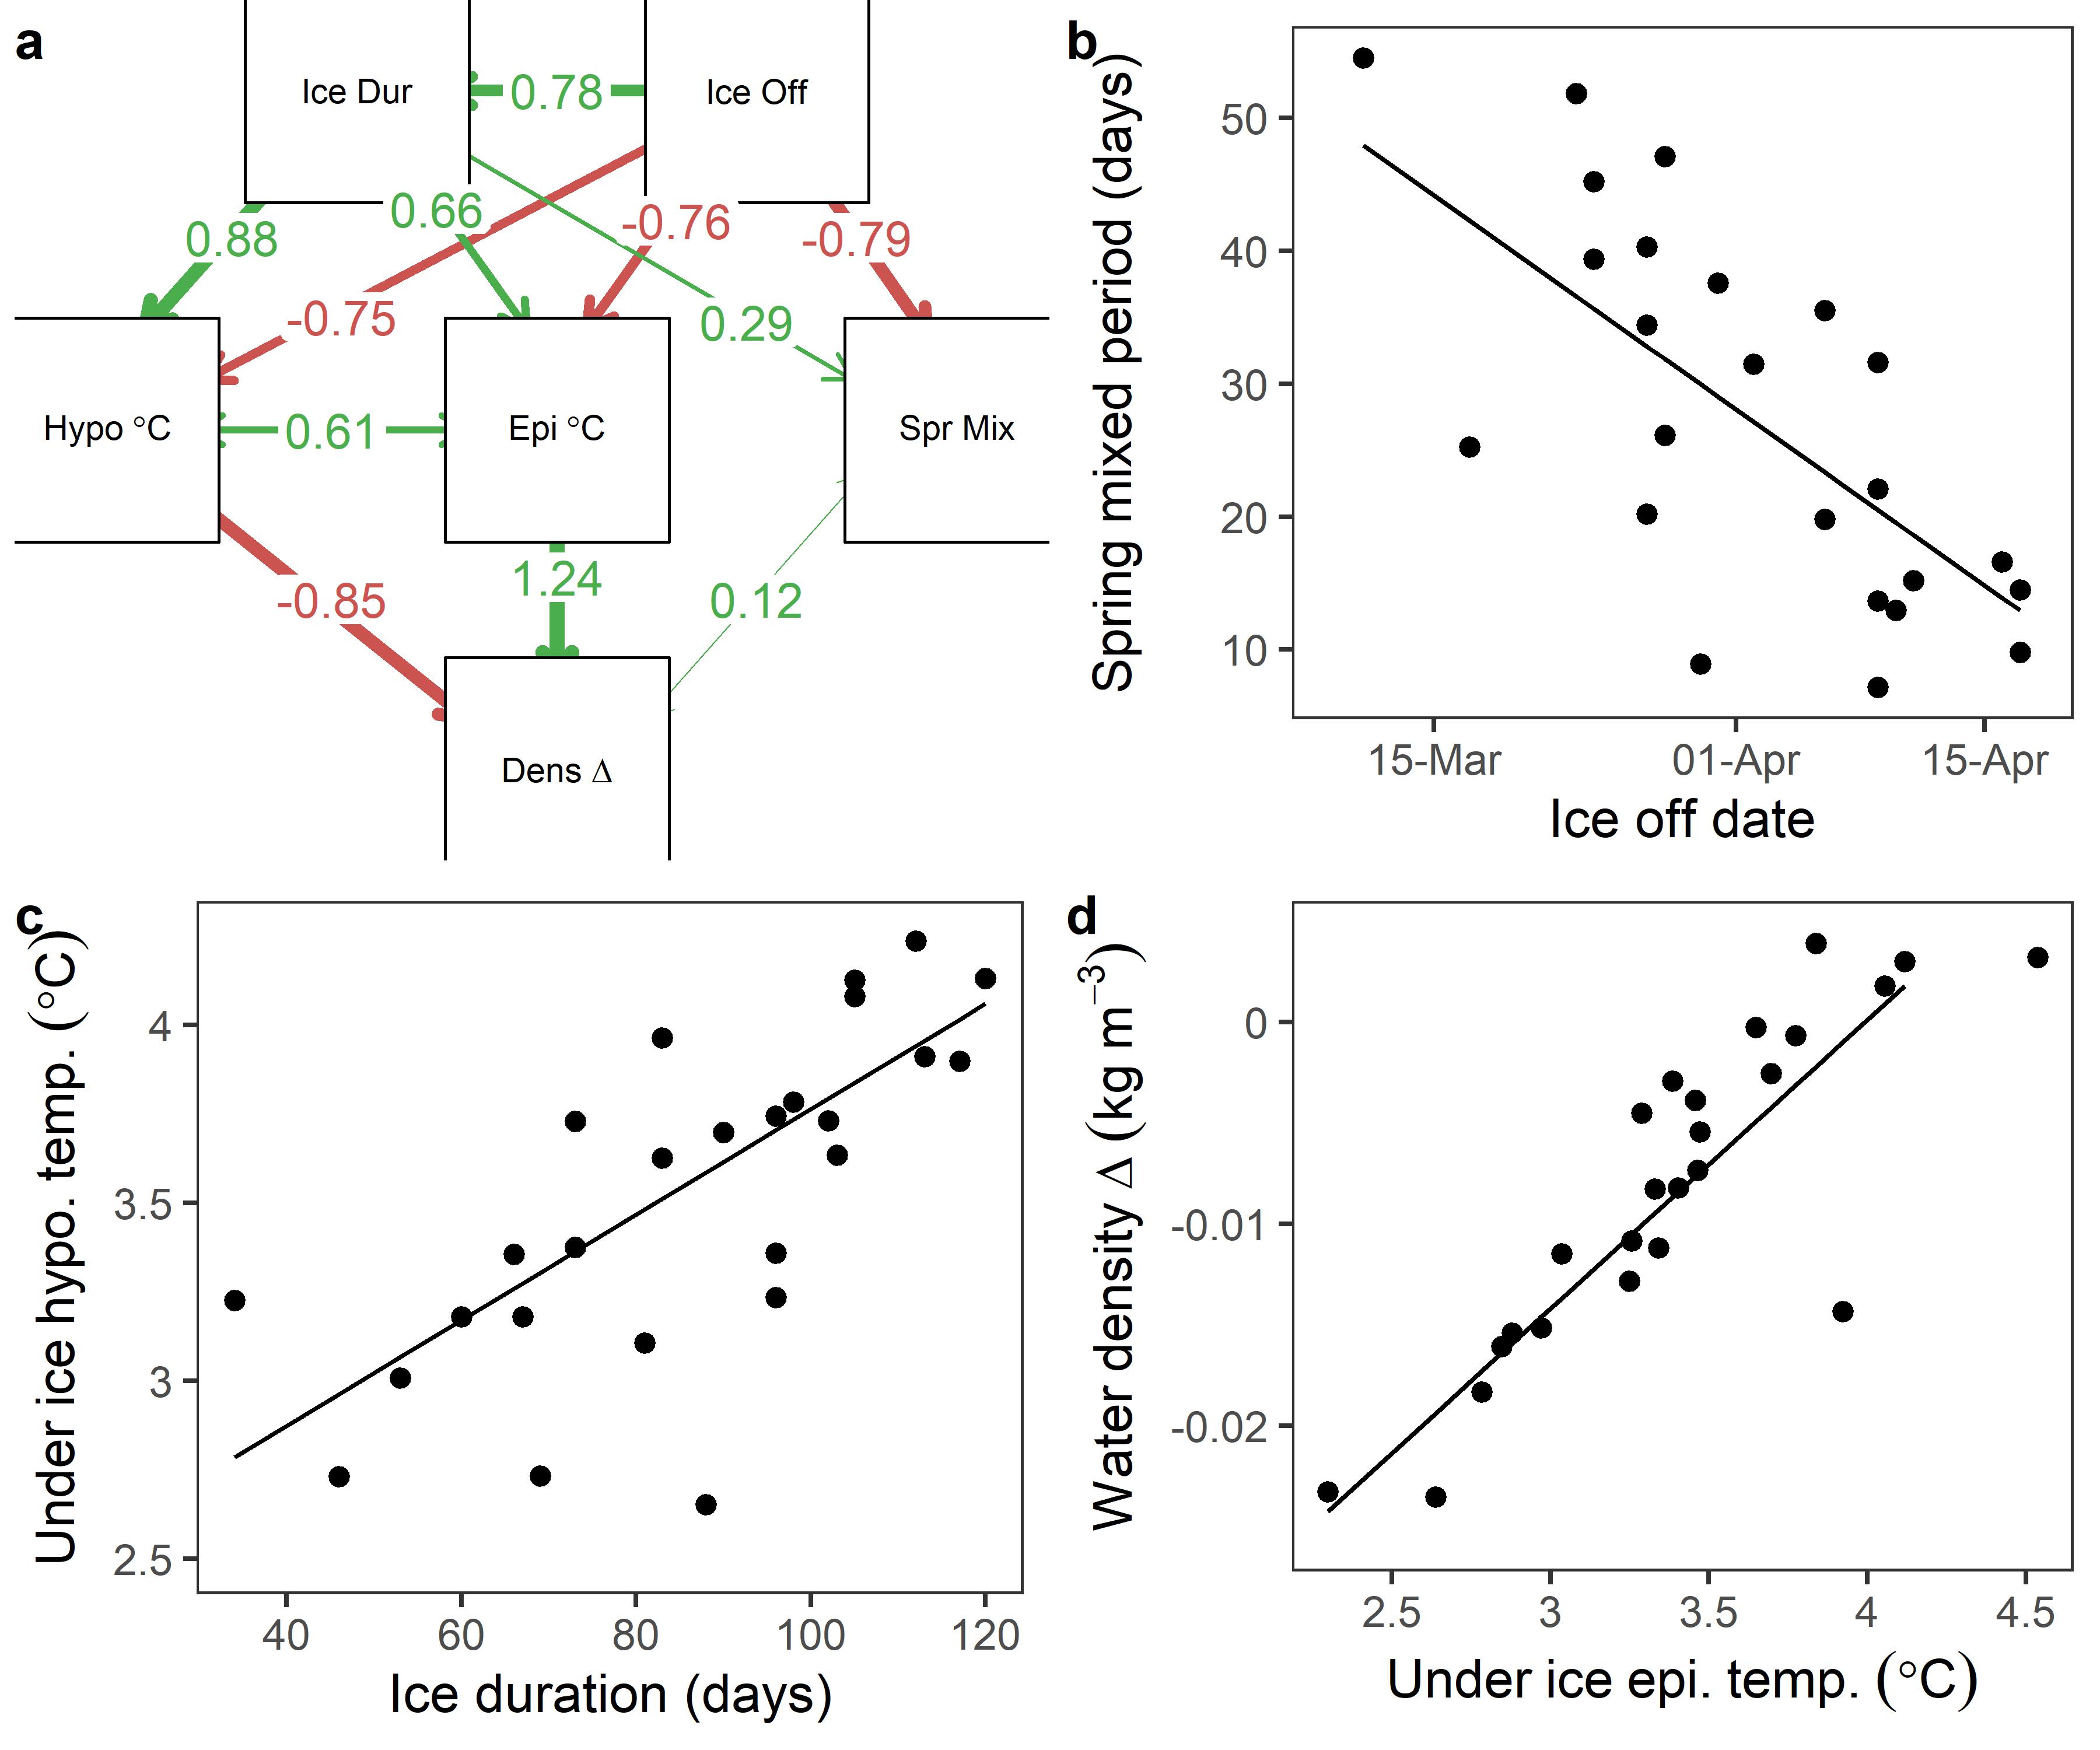 a
Ice Dur
0.78
Ice Off
0.88
0.66
-0.76
-0.79
-0.75
0.29
Hypo °C
0.61
Epi °C
Spr Mix
-0.85
1.24
0.12
Dens Δ
b
Spring mixed period (days)
50
40
30
20
10
15-Mar
01-Apr
15-Apr
Ice off date
c
Under ice hypo. temp. (°C)
4
3.5
3
2.5
40
60
80
100
120
Ice duration (days)
d
Water density Δ (kg m⁻³)
0
-0.01
-0.02
2.5
3
3.5
4
4.5
Under ice epi. temp. (°C)